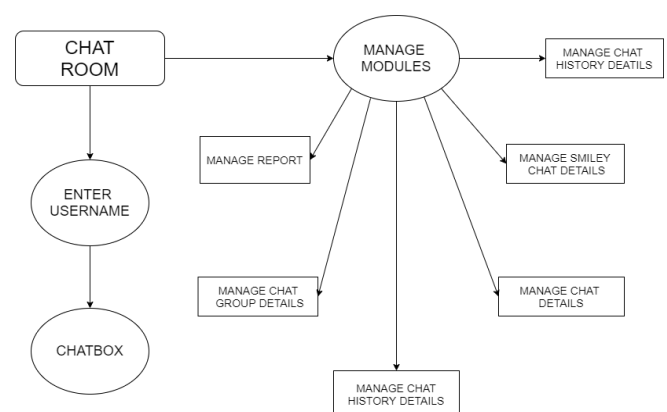 CHAT
ROOM
MANAGE
MODULES
MANAGE CHAT
HISTORY DEATILS
MANAGE REPORT
MANAGE SMILEY
CHAT DETAILS
ENTER
USERNAME
MANAGE CHAT
GROUP DETAILS
MANAGE CHAT
DETAILS
CHATBOX
MANAGE CHAT
HISTORY DETAILS